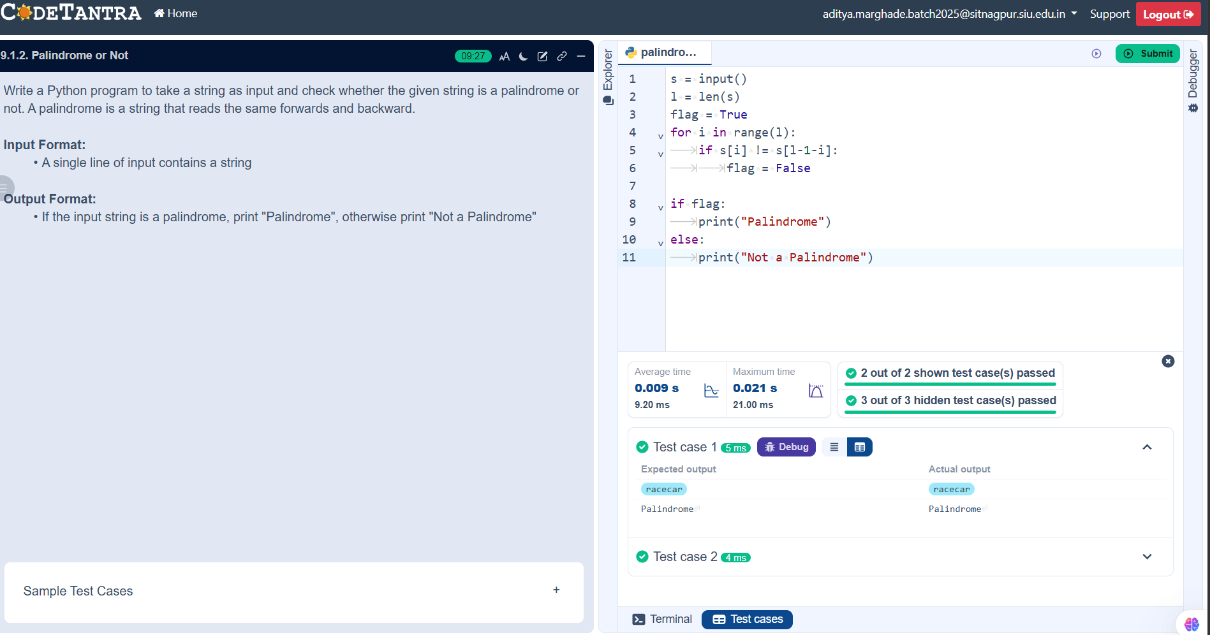 CODETANTRA Home aditya.marghade.batch2025@sitnagpur.siu.edu.in Support Logout
9.1.2. Palindrome or Not 09:27 AA
Write a Python program to take a string as input and check whether the given string is a palindrome or
not. A palindrome is a string that reads the same forwards and backward.
Input Format:
• A single line of input contains a string
Output Format:
• If the input string is a palindrome, print "Palindrome", otherwise print "Not a Palindrome"
Sample Test Cases +
Explorer
palindro...
Submit
Debugger
1 s = input()
2 l = len(s)
3 flag = True
4 for i in range(l):
5 if s[i] != s[l-1-i]:
6 flag = False
7
8 if flag:
9 print("Palindrome")
10 else:
11 print("Not a Palindrome")
Average time
0.009 s
9.20 ms
Maximum time
0.021 s
21.00 ms
2 out of 2 shown test case(s) passed
3 out of 3 hidden test case(s) passed
Test case 1 5 ms Debug
Expected output Actual output
racecar racecar
Palindrome Palindrome
Test case 2 4 ms
Terminal Test cases